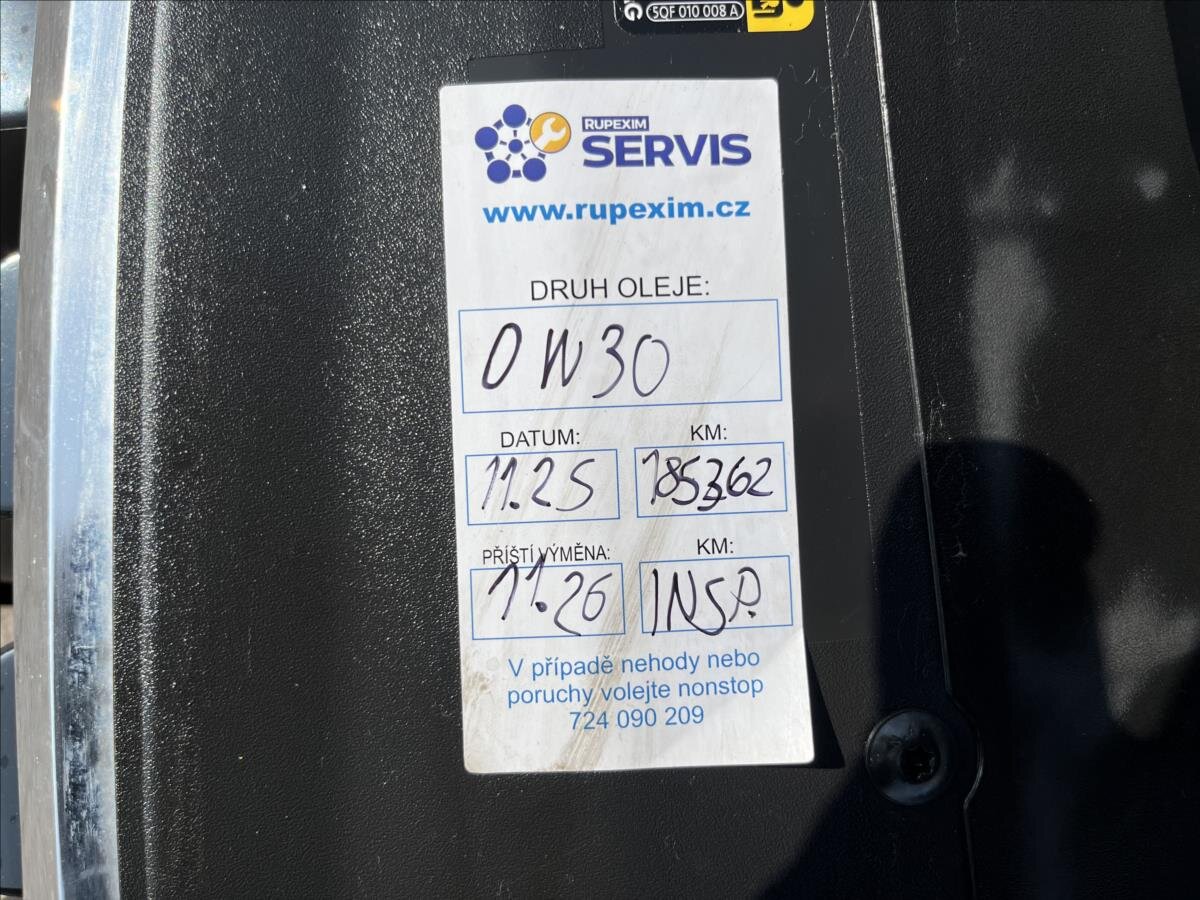 5QF 010 008 A
RUPEXIM
SERVIS
www.rupexim.cz
DRUH OLEJE:
0W30
DATUM: KM:
11.25 185362
PŘÍŠTÍ VÝMĚNA: KM:
11.26 INSP.
V případě nehody nebo
poruchy volejte nonstop
724 090 209